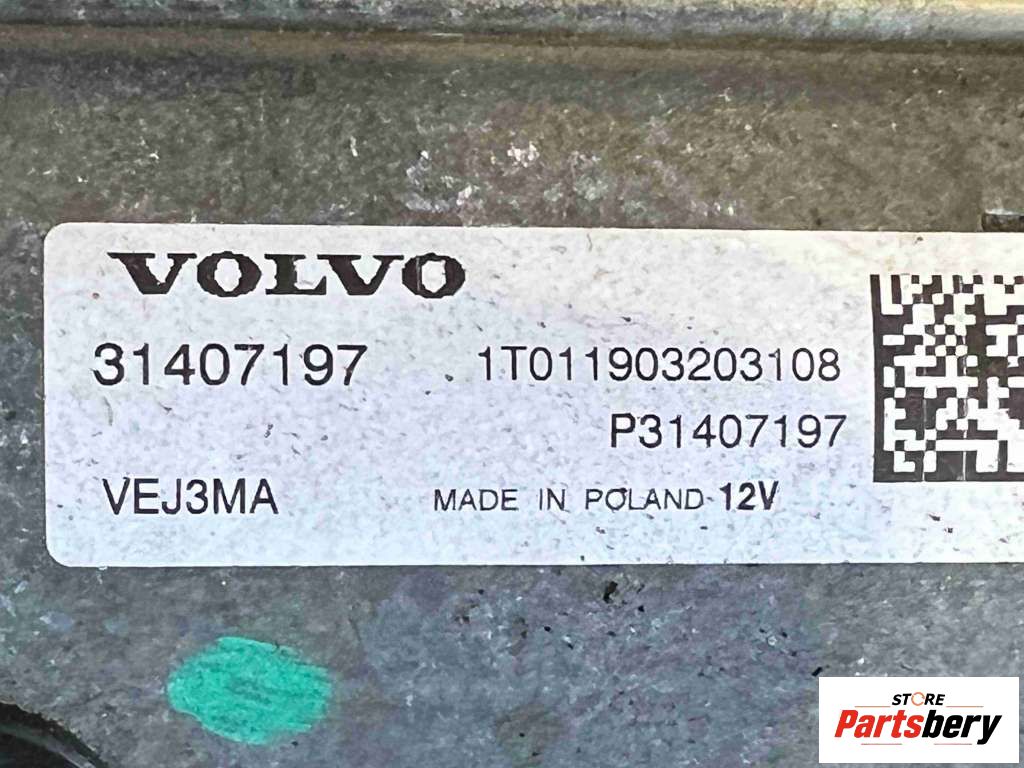 VOLVO
31407197 1T011903203108
P31407197
VEJ3MA MADE IN POLAND 12V
STORE
Partsbery